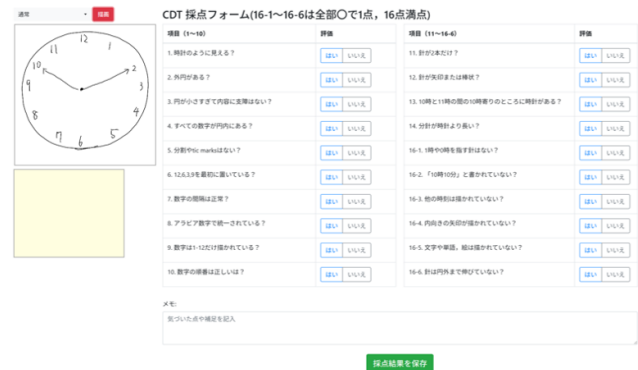 通常 採点
12
11 1
10 2
9 3
8 4
7 5
6
CDT 採点フォーム(16-1〜16-6は全部〇で1点，16点満点)
項目（1〜10） 評価
1. 時計のように見える？ はい いいえ
2. 外円がある？ はい いいえ
3. 円が小さすぎて内容に支障はない？ はい いいえ
4. すべての数字が円内にある？ はい いいえ
5. 分割やtic marksはない？ はい いいえ
6. 12,6,3,9を最初に置いている？ はい いいえ
7. 数字の間隔は正常？ はい いいえ
8. アラビア数字で統一されている？ はい いいえ
9. 数字は1-12だけ描かれている？ はい いいえ
10. 数字の順番は正しいは？ はい いいえ
項目（11〜16-6） 評価
11. 針が2本だけ？ はい いいえ
12. 針が矢印または棒状？ はい いいえ
13. 10時と11時の間の10時寄りのところに時計がある？ はい いいえ
14. 分針が時計より長い？ はい いいえ
16-1. 1時や0時を指す針はない？ はい いいえ
16-2. 「10時10分」と書かれていない？ はい いいえ
16-3. 他の時刻は描かれていない？ はい いいえ
16-4. 内向きの矢印が描かれていない？ はい いいえ
16-5. 文字や単語，絵は描かれていない？ はい いいえ
16-6. 針は円外まで伸びていない？ はい いいえ
メモ:
気づいた点や補足を記入
採点結果を保存